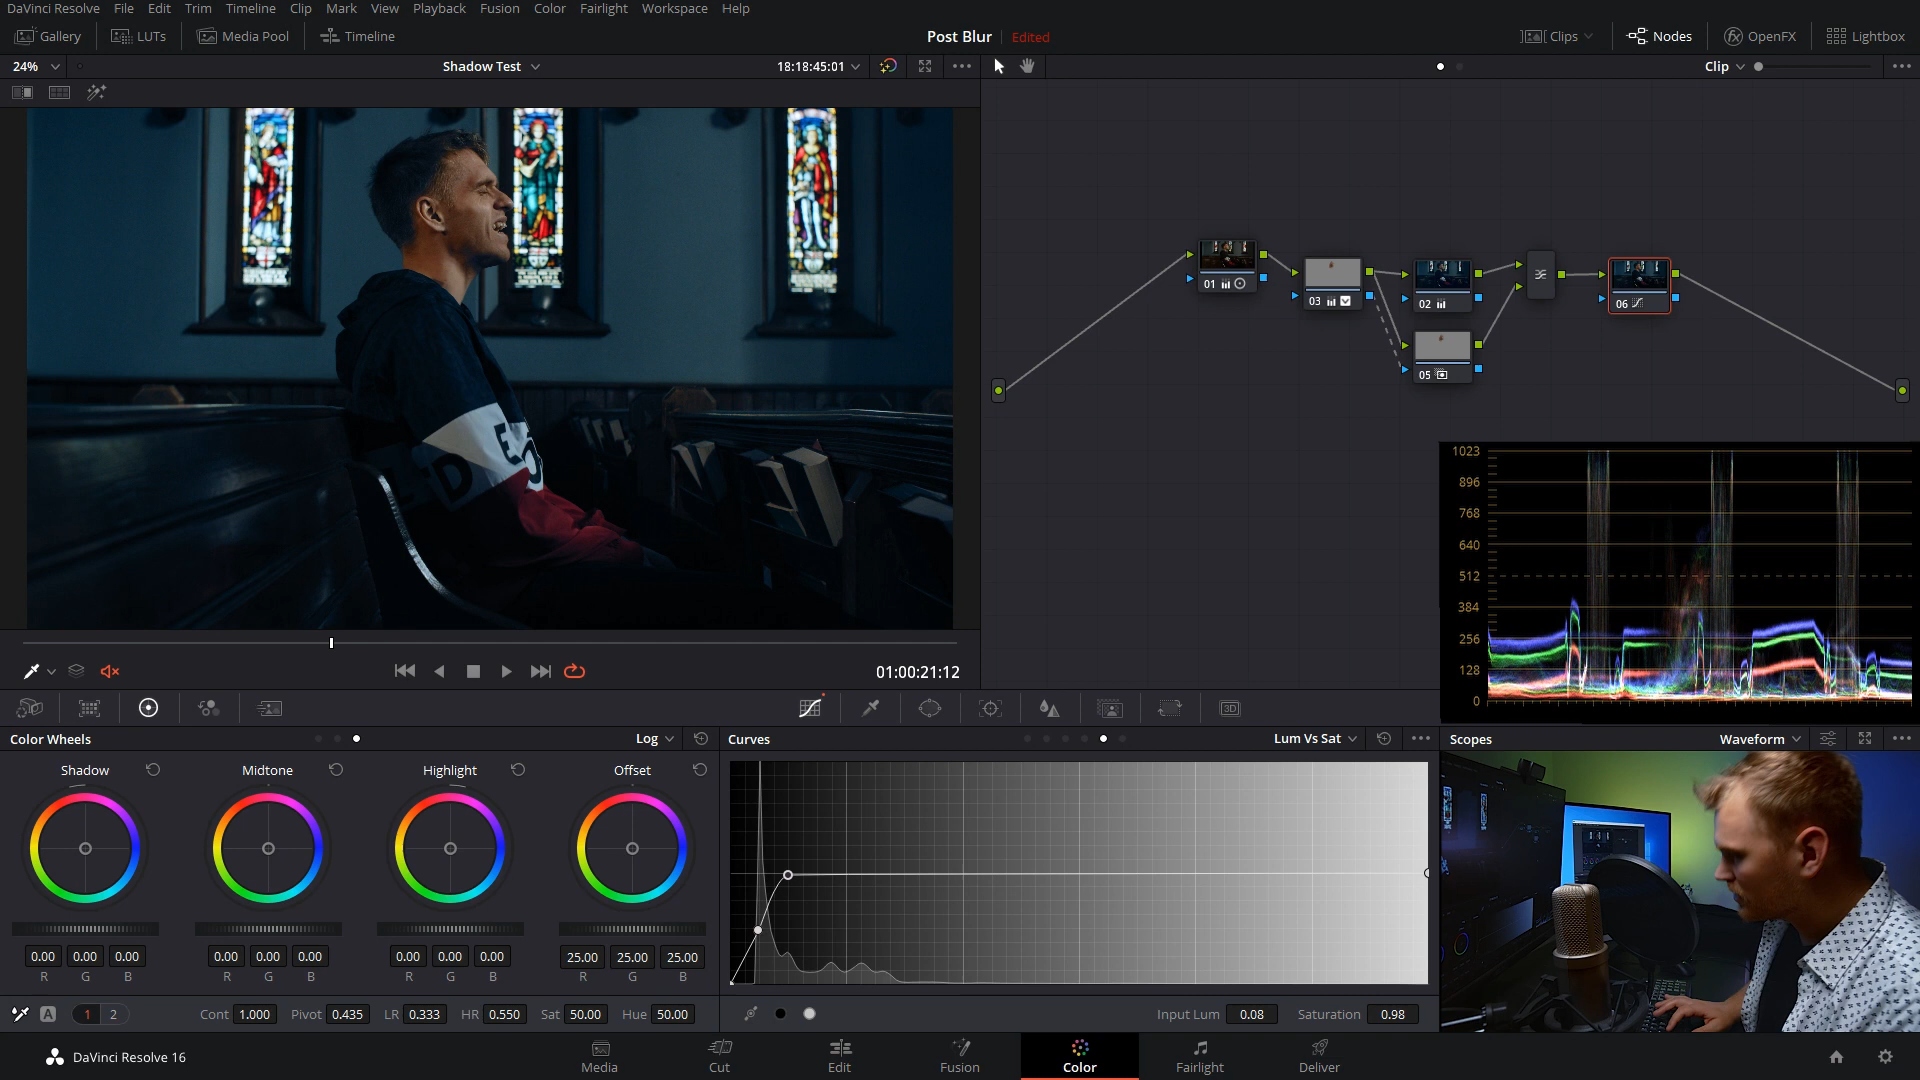 DaVinci Resolve File Edit Trim Timeline Clip Mark View Playback Fusion Color Fairlight Workspace Help
Gallery LUTs Media Pool Timeline Post Blur Edited Clips Nodes OpenFX Lightbox
24% Shadow Test 18:18:45:01 Clip
01
03
02
06
05
1023
896
768
640
512
384
256
128
0
01:00:21:12
3D
Color Wheels Log Curves Lum Vs Sat Scopes Waveform
Shadow Midtone Highlight Offset
0.00 0.00 0.00 0.00 0.00 0.00 0.00 0.00 0.00 25.00 25.00 25.00
R G B R G B R G B R G B
A 1 2 Cont 1.000 Pivot 0.435 LR 0.333 HR 0.550 Sat 50.00 Hue 50.00 Input Lum 0.08 Saturation 0.98
DaVinci Resolve 16 Media Cut Edit Fusion Color Fairlight Deliver